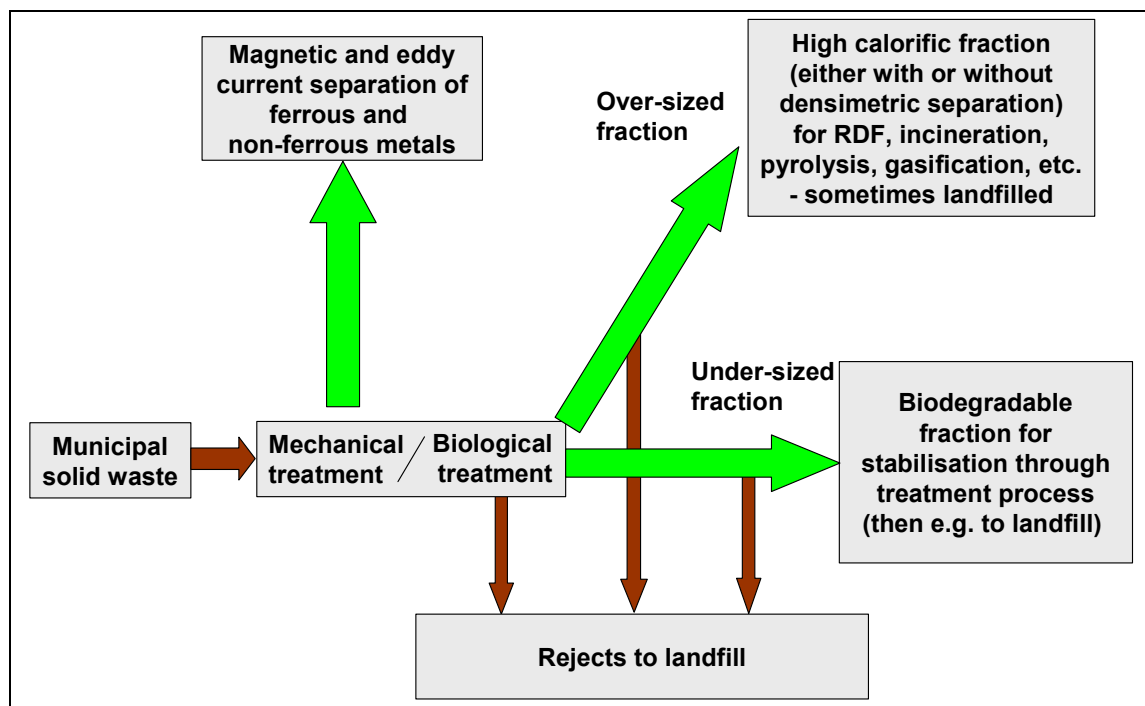 Magnetic and eddy
current separation of
ferrous and
non-ferrous metals
Over-sized
fraction
High calorific fraction
(either with or without
densimetric separation)
for RDF, incineration,
pyrolysis, gasification, etc.
- sometimes landfilled
Municipal
solid waste
Mechanical
treatment
/
Biological
treatment
Under-sized
fraction
Biodegradable
fraction for
stabilisation through
treatment process
(then e.g. to landfill)
Rejects to landfill